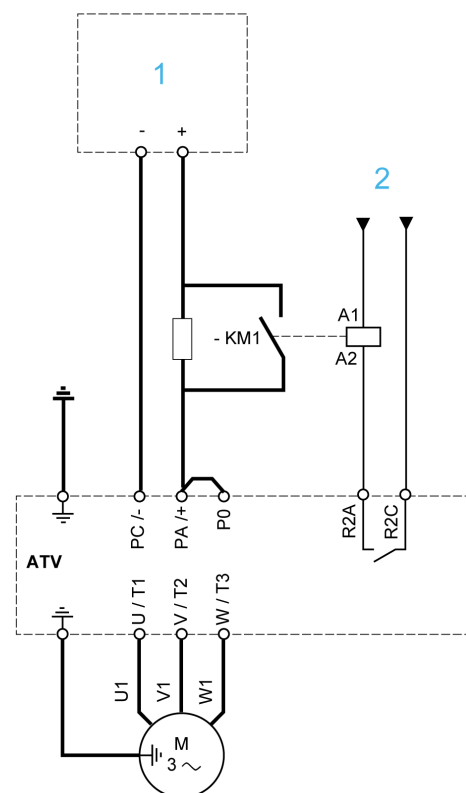 1
- +
2
A1
- KM1
A2
PC /-
PA /+
P0
R2A
R2C
ATV
U / T1
V / T2
W / T3
U1
V1
W1
M
3 ~